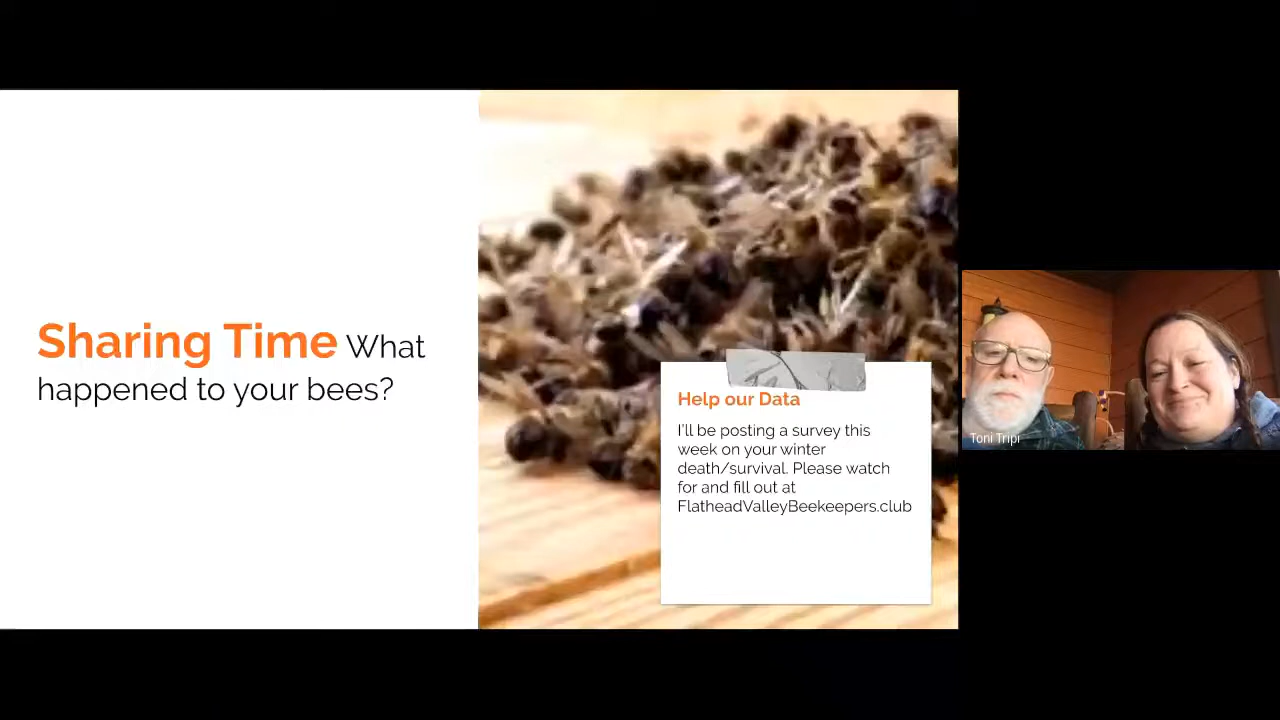 Sharing Time What
happened to your bees?
Help our Data
I'll be posting a survey this
week on your winter
death/survival. Please watch
for and fill out at
FlatheadValleyBeekeepers.club
Toni Tripi